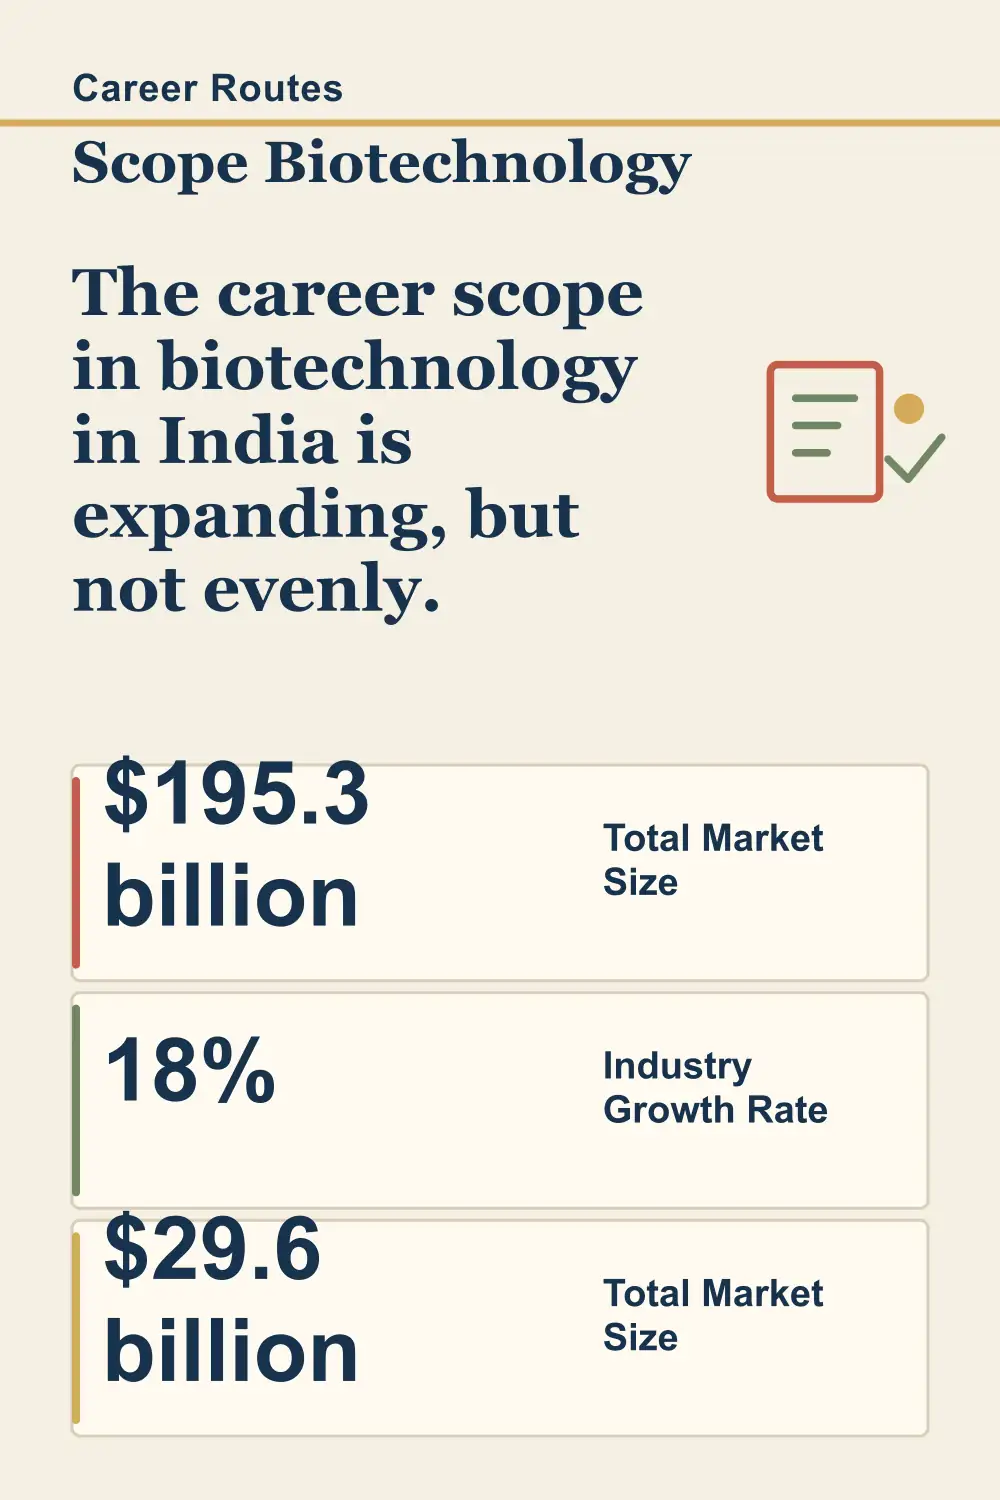 Career Routes
Scope Biotechnology
The career scope
in biotechnology
in India is
expanding, but
not evenly.
$195.3
billion
Total Market
Size
18%
Industry
Growth Rate
$29.6
billion
Total Market
Size